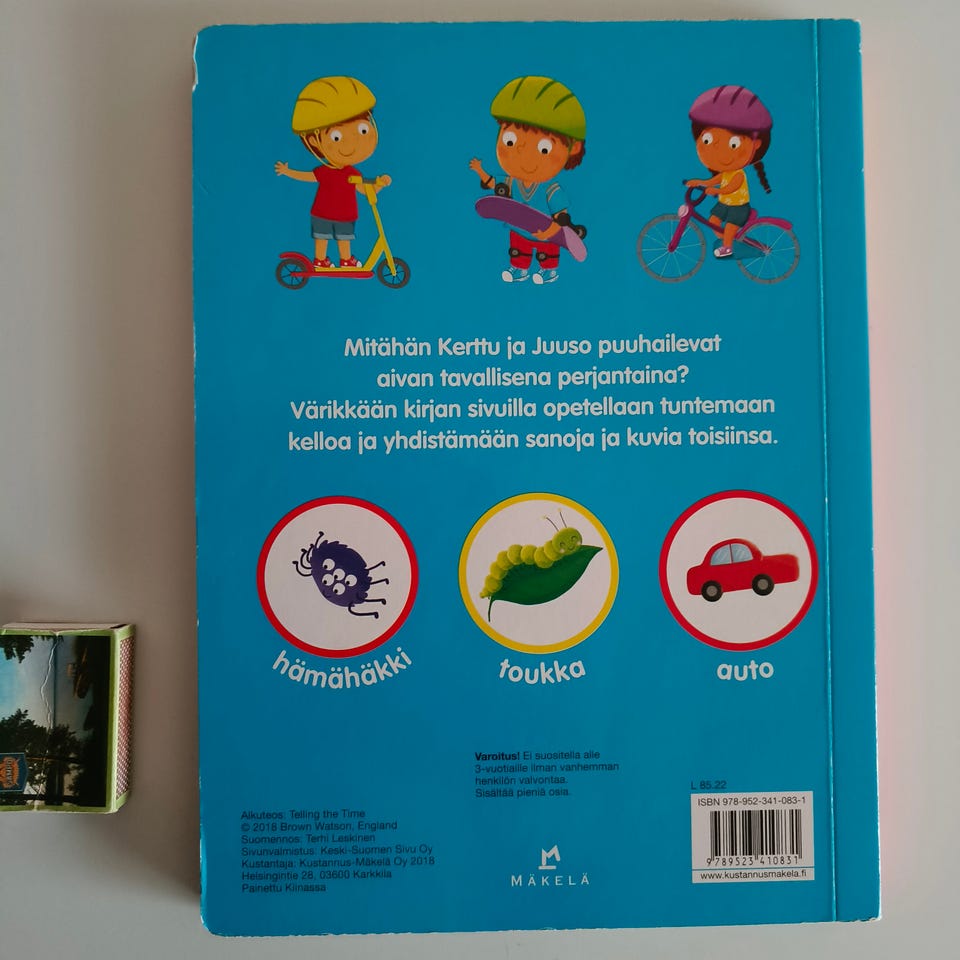 Mitähän Kerttu ja Juuso puuhailevat
aivan tavallisena perjantaina?
Värikkään kirjan sivuilla opetellaan tuntemaan
kelloa ja yhdistämään sanoja ja kuvia toisiinsa.
hämähäkki
toukka
auto
Varoitus! Ei suositella alle
3-vuotiaille ilman vanhemman
henkilön valvontaa.
Sisältää pieniä osia.
Alkuteos: Telling the Time
© 2018 Brown Watson, England
Suomennos: Terhi Leskinen
Sivunvalmistus: Keski-Suomen Sivu Oy
Kustantaja: Kustannus-Mäkelä Oy 2018
Helsingintie 28, 03600 Karkkila
Painettu Kiinassa
MÄKELÄ
L 85.22
ISBN 978-952-341-083-1
9789523410831
www.kustannusmakela.fi